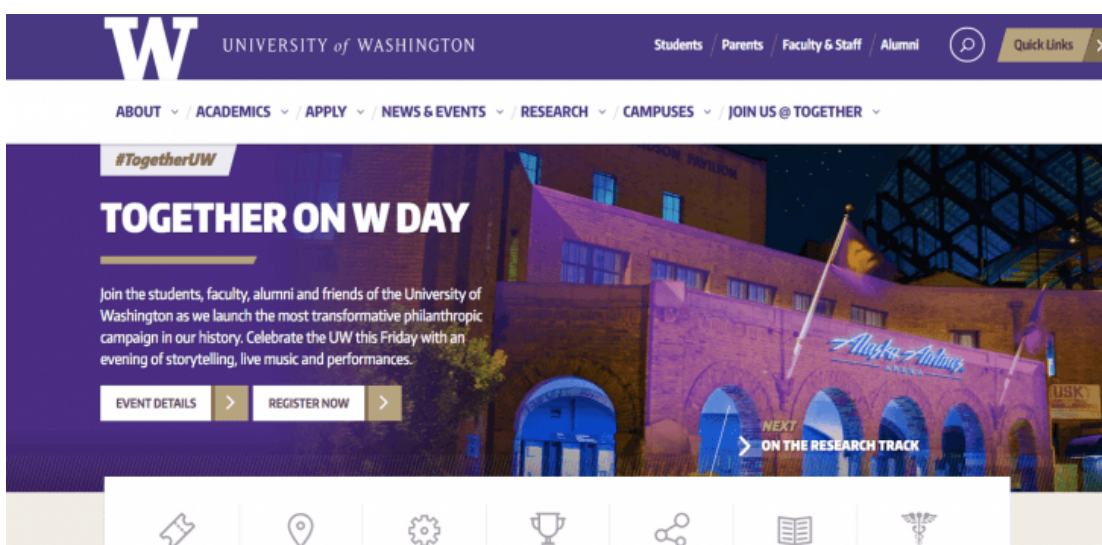 W UNIVERSITY of WASHINGTON
Students / Parents / Faculty & Staff / Alumni
Quick Links
ABOUT / ACADEMICS / APPLY / NEWS & EVENTS / RESEARCH / CAMPUSES / JOIN US @ TOGETHER
#TogetherUW
TOGETHER ON W DAY
Join the students, faculty, alumni and friends of the University of
Washington as we launch the most transformative philanthropic
campaign in our history. Celebrate the UW this Friday with an
evening of storytelling, live music and performances.
EVENT DETAILS
REGISTER NOW
PAVILION
Alaska Airlines
ARENA
NEXT
ON THE RESEARCH TRACK